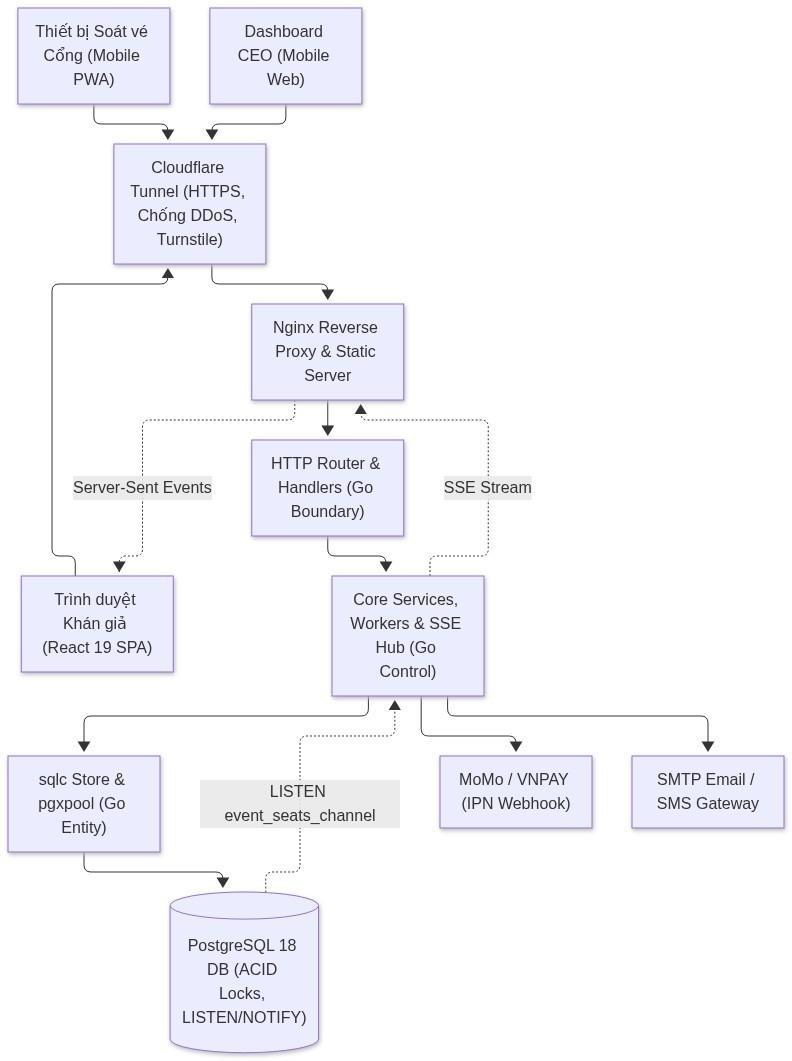 Thiết bị Soát vé
Cổng (Mobile
PWA)
Dashboard
CEO (Mobile
Web)
Cloudflare
Tunnel (HTTPS,
Chống DDoS,
Turnstile)
Nginx Reverse
Proxy & Static
Server
HTTP Router &
Handlers (Go
Boundary)
Server-Sent Events
SSE Stream
Trình duyệt
Khán giả
(React 19 SPA)
Core Services,
Workers & SSE
Hub (Go
Control)
sqlc Store &
pgxpool (Go
Entity)
LISTEN
event_seats_channel
MoMo / VNPAY
(IPN Webhook)
SMTP Email /
SMS Gateway
PostgreSQL 18
DB (ACID
Locks,
LISTEN/NOTIFY)